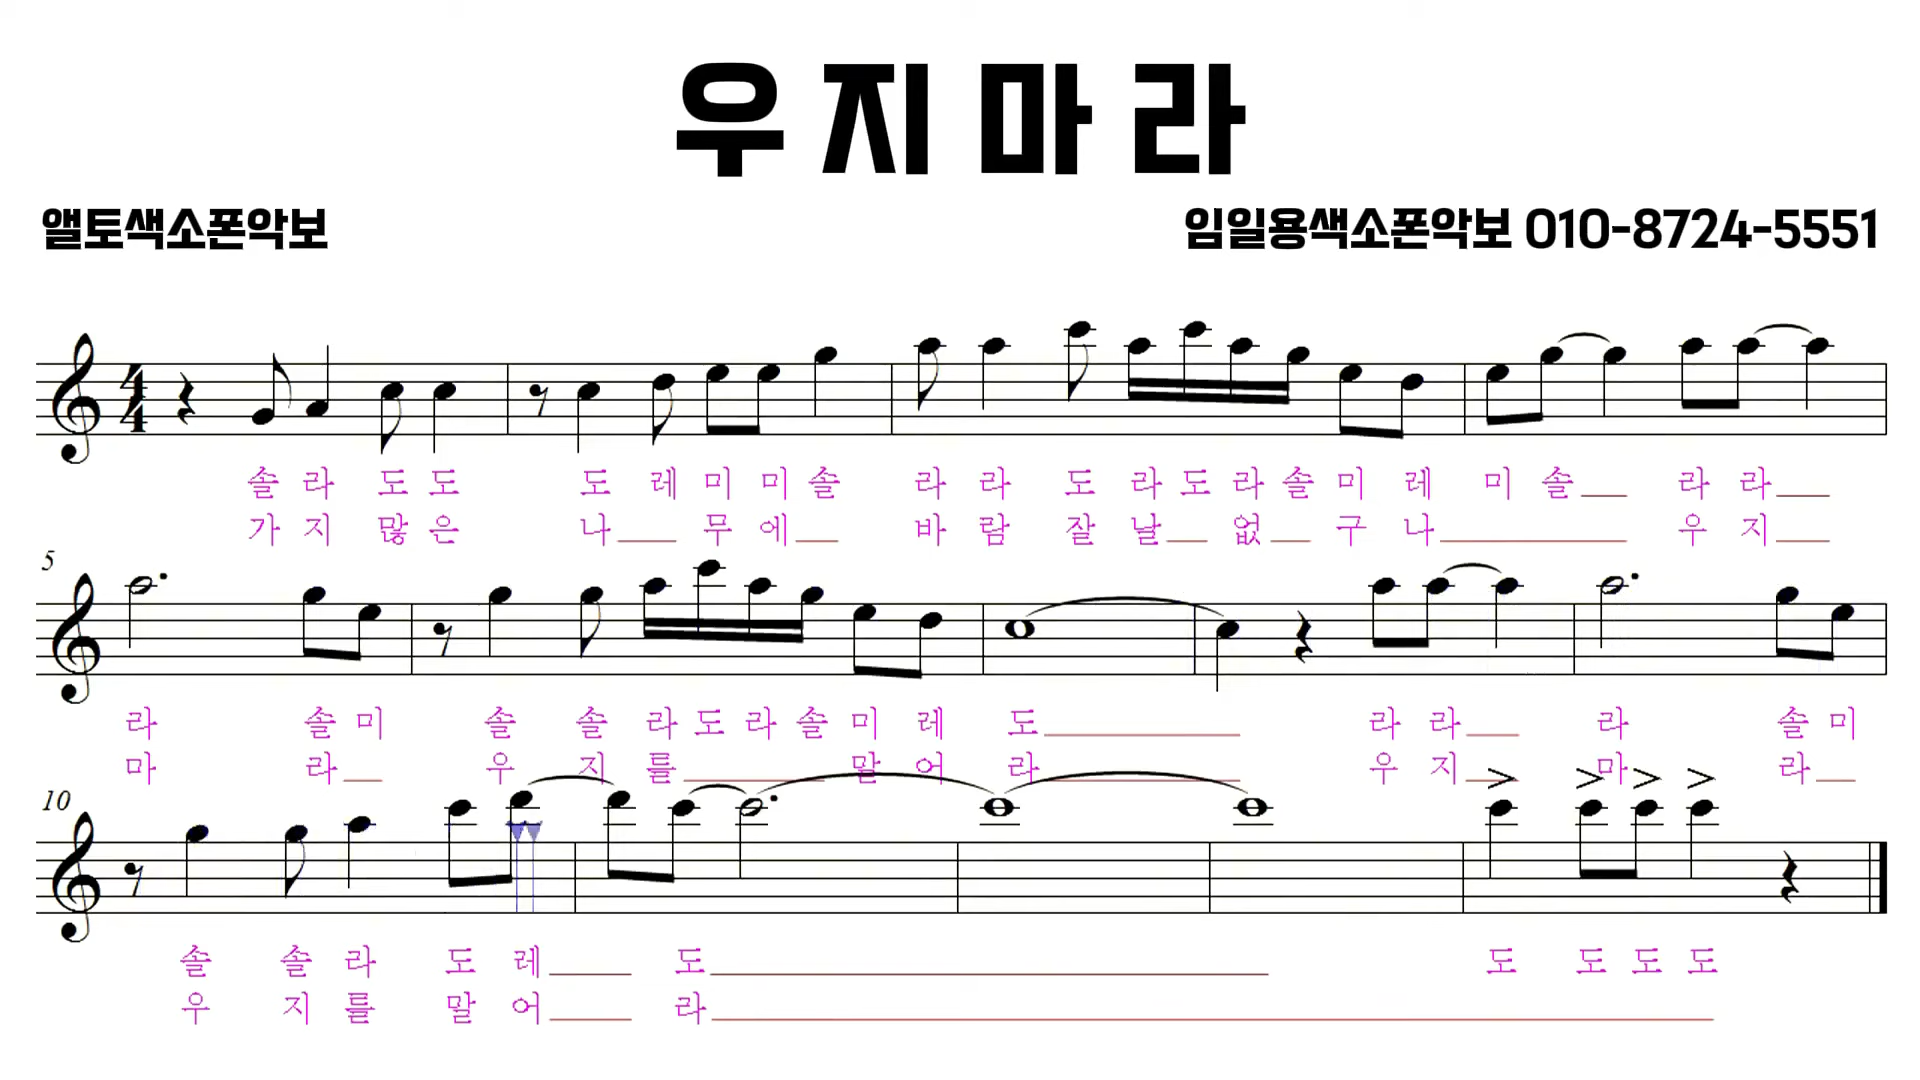 우지마라
앨토색소폰악보 임일용색소폰악보 010-8724-5551
솔 라 도 도 도 레 미 미 솔 라 라 도 라 도 라 솔 미 레 미 솔 라 라
가 지 많 은 나 무 에 바 람 잘 날 없 구 나 우 지
5
라 솔 미 솔 솔 라 도 라 솔 미 레 도 라 라 라 솔 미
마 라 우 지 를 말 어 라 우 지 마 라
10
솔 솔 라 도 레 도 도 도 도 도
우 지 를 말 어 라